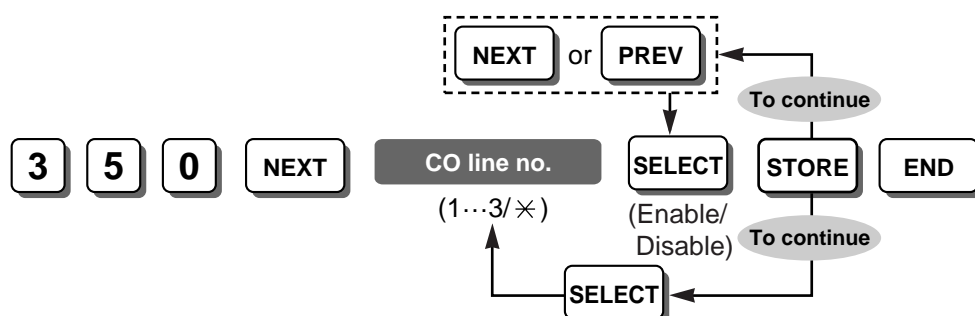 NEXT or PREV
To continue
3 5 0 NEXT CO line no. SELECT STORE END
(1⋯3/✳)
(Enable/
Disable)
To continue
SELECT